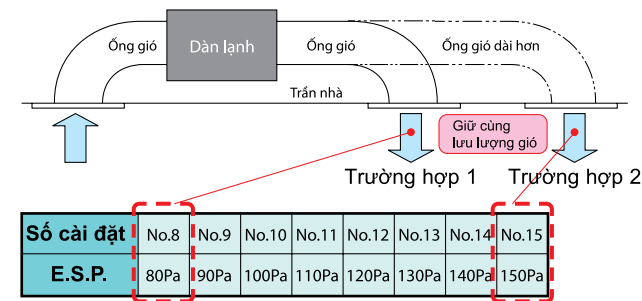 Ống gió
Dàn lạnh
Ống gió
Ống gió dài hơn
Trần nhà
Giữ cùng
lưu lượng gió
Trường hợp 1
Trường hợp 2
Số cài đặt No.8 No.9 No.10 No.11 No.12 No.13 No.14 No.15
E.S.P. 80Pa 90Pa 100Pa 110Pa 120Pa 130Pa 140Pa 150Pa